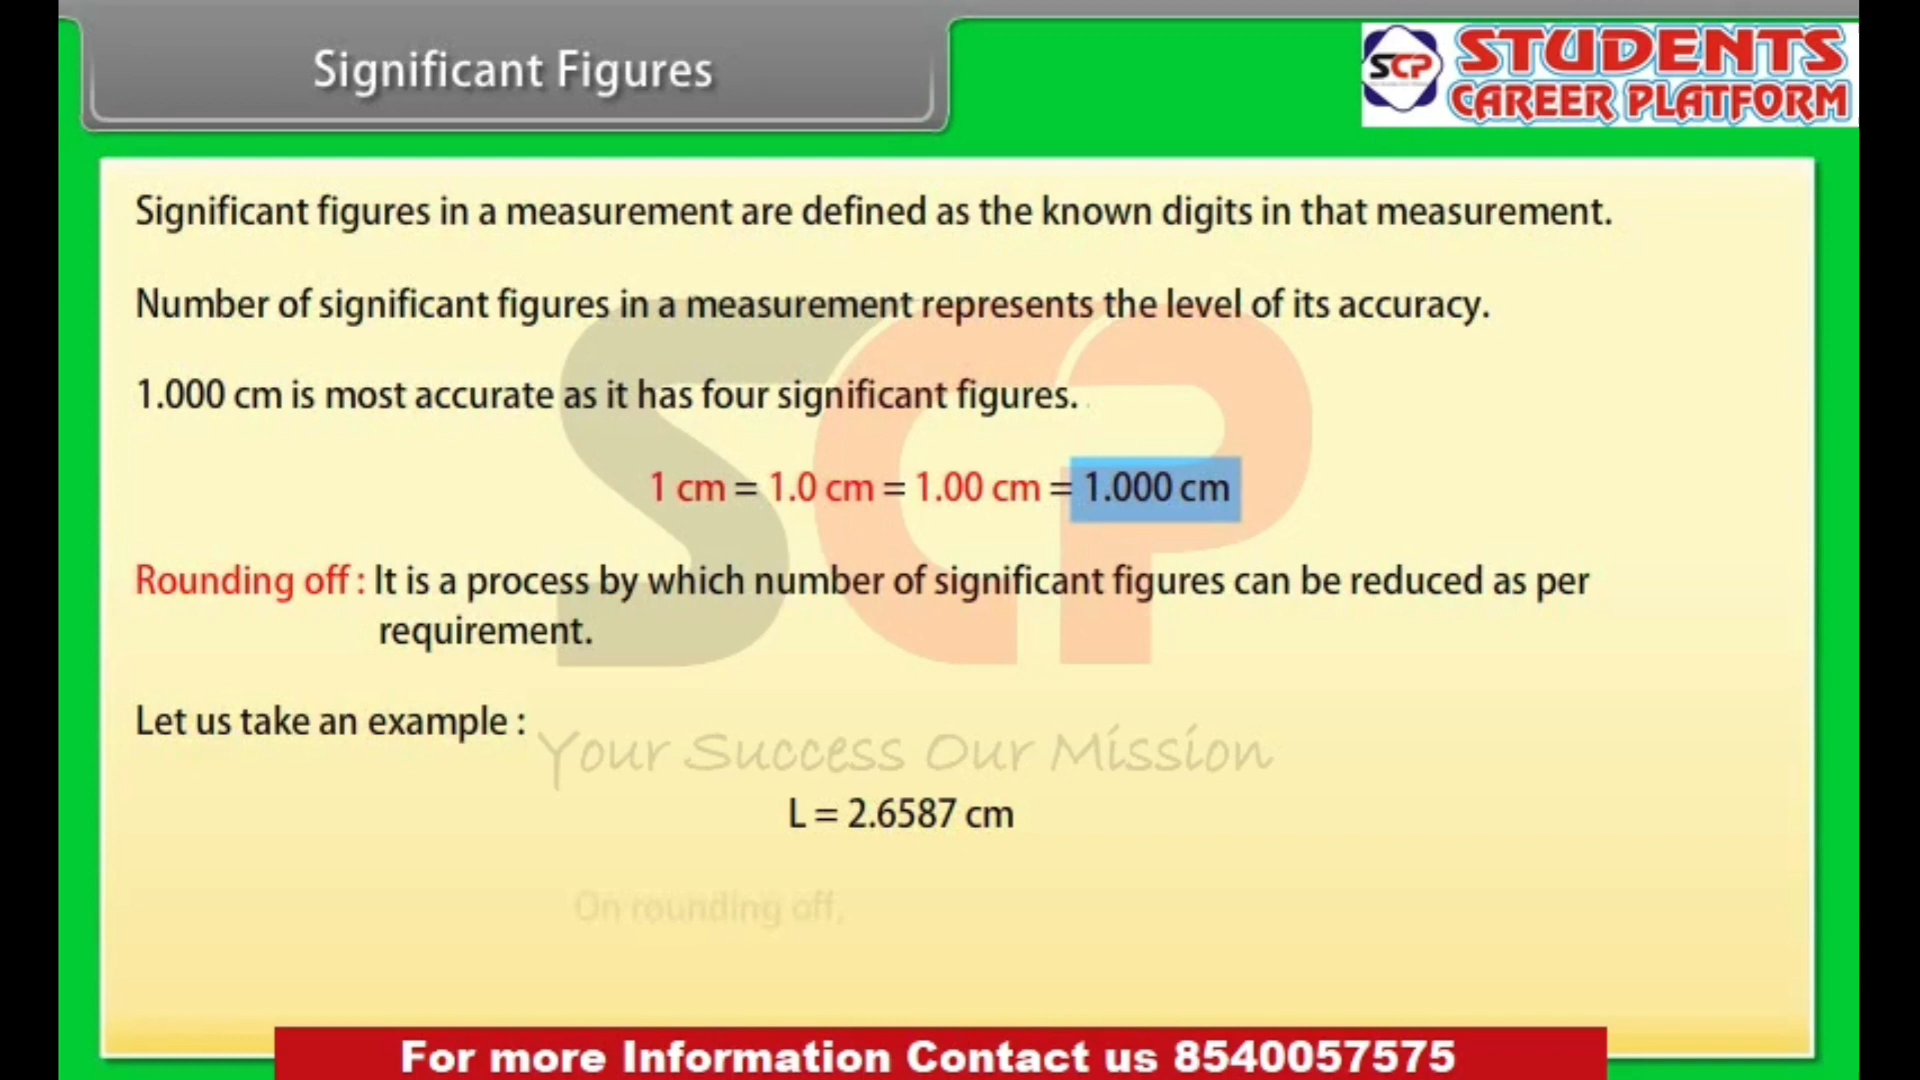 Significant Figures
SCP
STUDENTS
CAREER PLATFORM
Significant figures in a measurement are defined as the known digits in that measurement.
Number of significant figures in a measurement represents the level of its accuracy.
1.000 cm is most accurate as it has four significant figures.
1 cm = 1.0 cm = 1.00 cm = 1.000 cm
Rounding off : It is a process by which number of significant figures can be reduced as per
requirement.
SCP
Let us take an example :
Your Success Our Mission
L = 2.6587 cm
On rounding off,
For more Information Contact us 8540057575